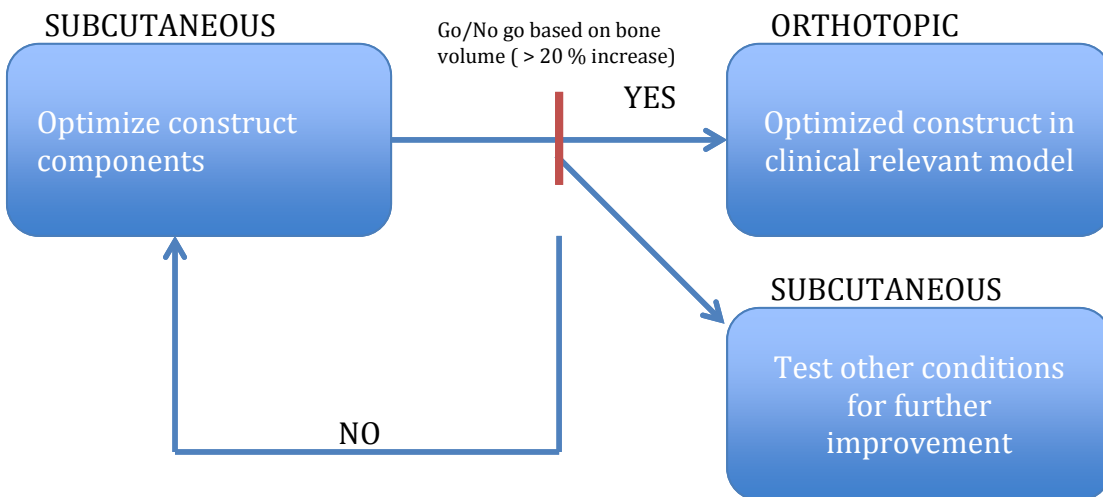 SUBCUTANEOUS
Optimize construct
components
Go/No go based on bone
volume ( > 20 % increase)
YES
ORTHOTOPIC
Optimized construct in
clinical relevant model
SUBCUTANEOUS
Test other conditions
for further
improvement
NO